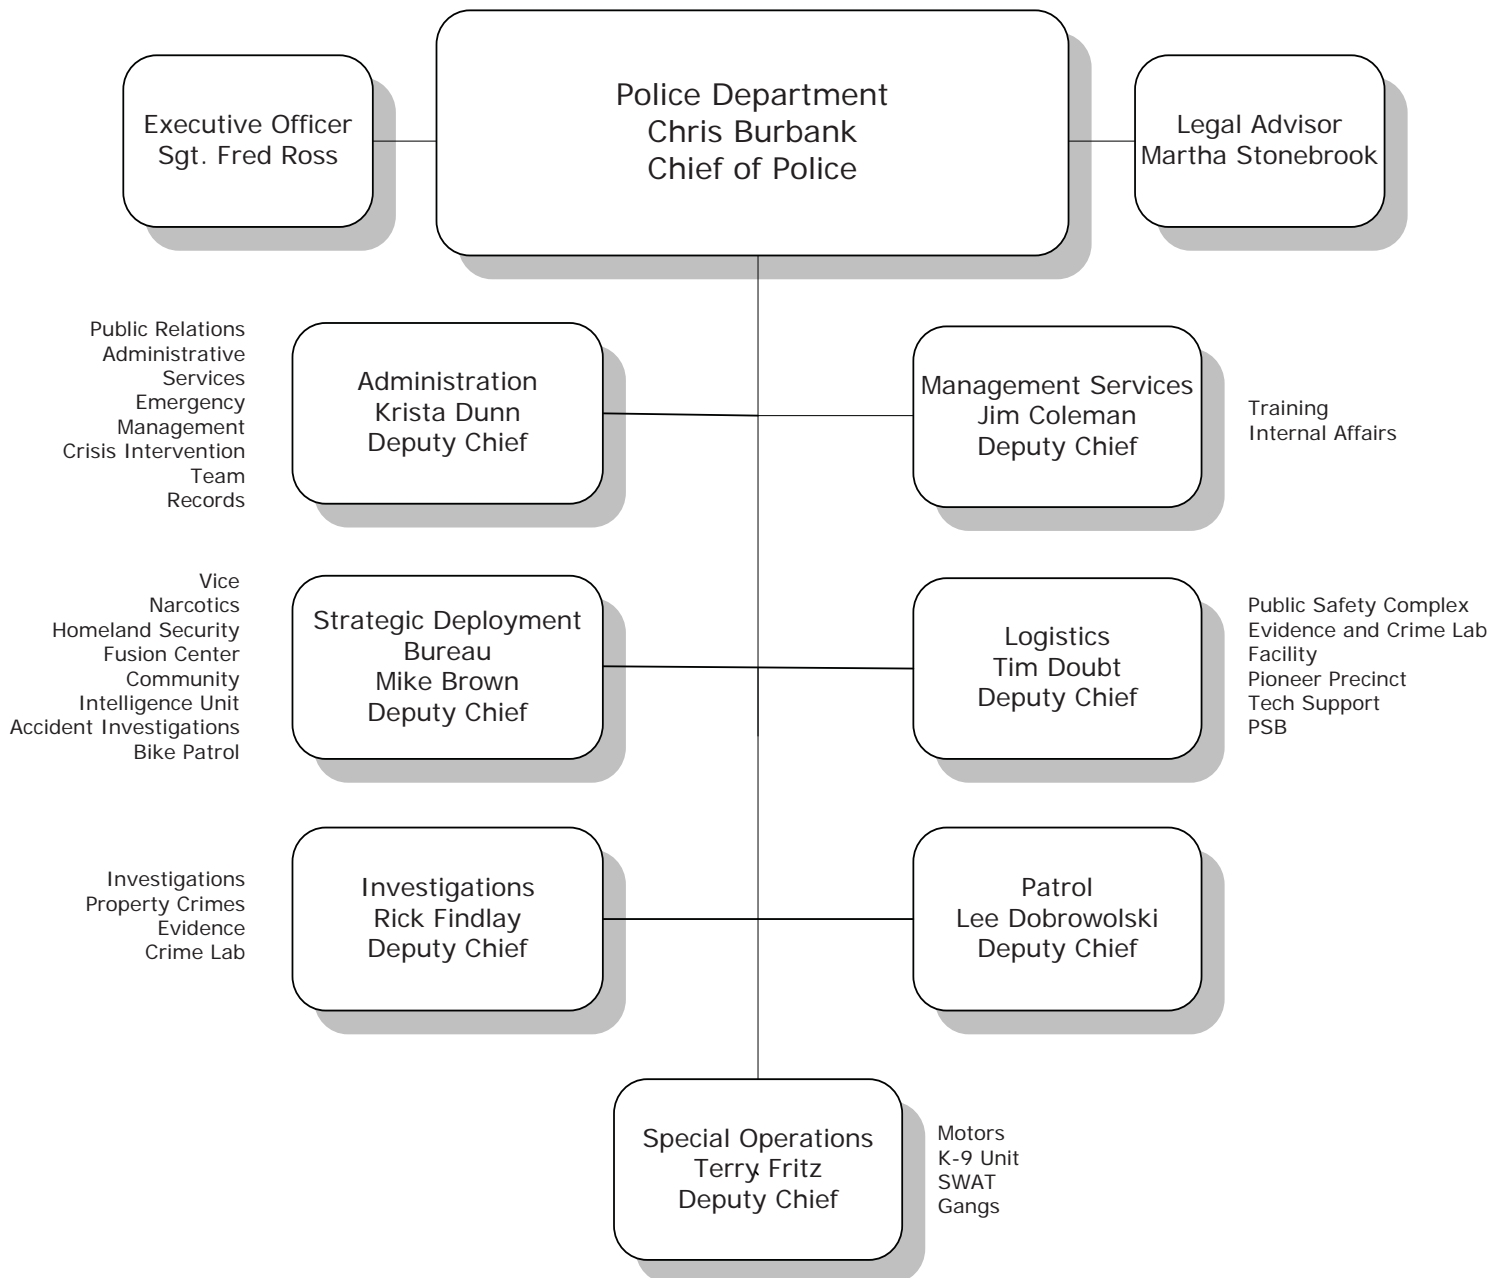 Executive Officer
Sgt. Fred Ross
Police Department
Chris Burbank
Chief of Police
Legal Advisor
Martha Stonebrook
Public Relations
Administrative
Services
Emergency
Management
Crisis Intervention
Team
Records
Administration
Krista Dunn
Deputy Chief
Management Services
Jim Coleman
Deputy Chief
Training
Internal Affairs
Vice
Narcotics
Homeland Security
Fusion Center
Community
Intelligence Unit
Accident Investigations
Bike Patrol
Strategic Deployment
Bureau
Mike Brown
Deputy Chief
Logistics
Tim Doubt
Deputy Chief
Public Safety Complex
Evidence and Crime Lab
Facility
Pioneer Precinct
Tech Support
PSB
Investigations
Property Crimes
Evidence
Crime Lab
Investigations
Rick Findlay
Deputy Chief
Patrol
Lee Dobrowolski
Deputy Chief
Special Operations
Terry Fritz
Deputy Chief
Motors
K-9 Unit
SWAT
Gangs